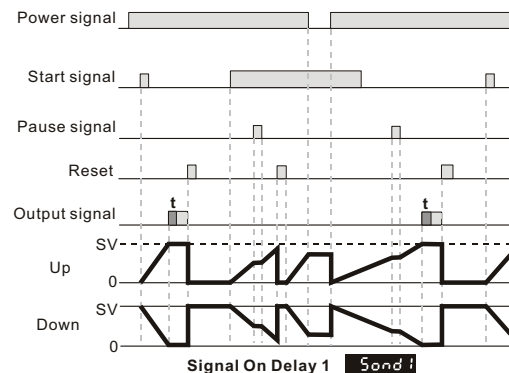 Power signal
Start signal
Pause signal
Reset
t t
Output signal
SV
Up
0
SV
Down
0
Signal On Delay 1 Sond1